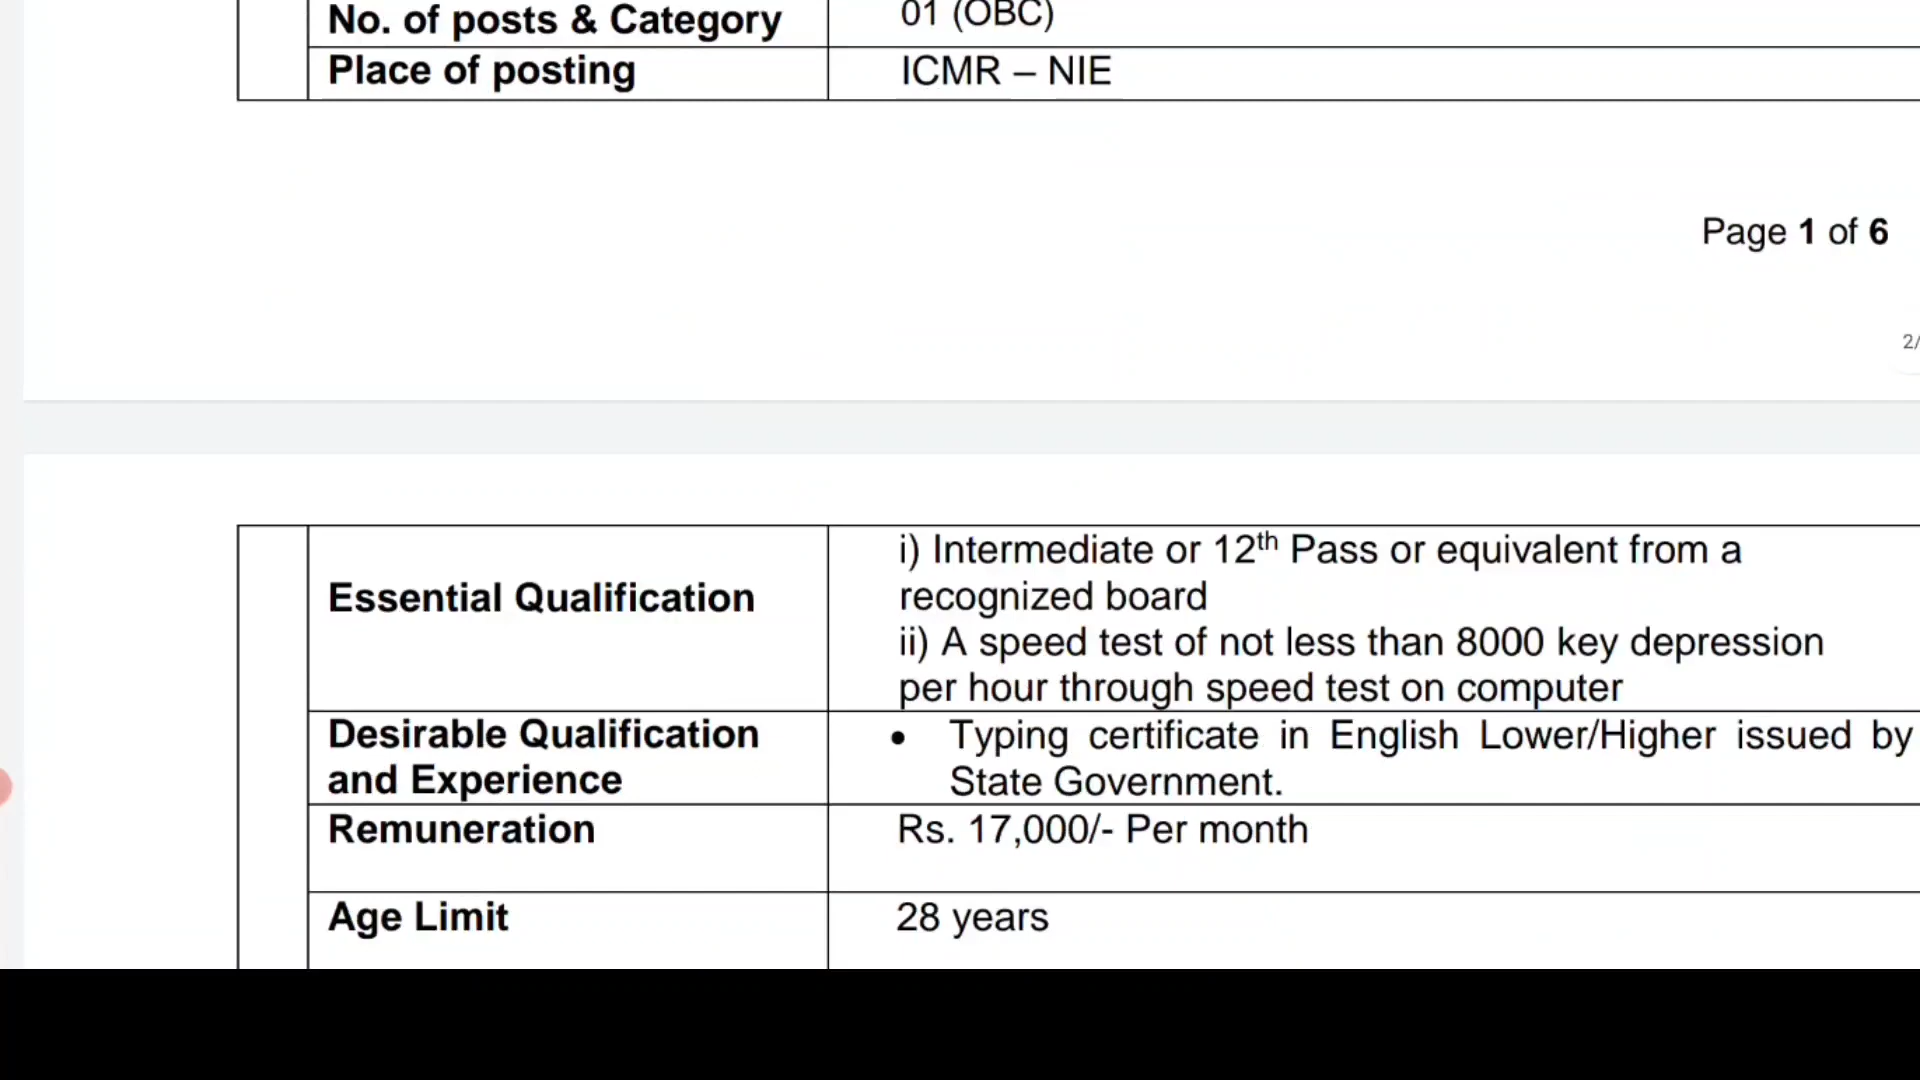 No. of posts & Category
01 (OBC)
Place of posting
ICMR – NIE
Page 1 of 6
2/
Essential Qualification
i) Intermediate or 12th Pass or equivalent from a
recognized board
ii) A speed test of not less than 8000 key depression
per hour through speed test on computer
Desirable Qualification
and Experience
• Typing certificate in English Lower/Higher issued by
State Government.
Remuneration
Rs. 17,000/- Per month
Age Limit
28 years